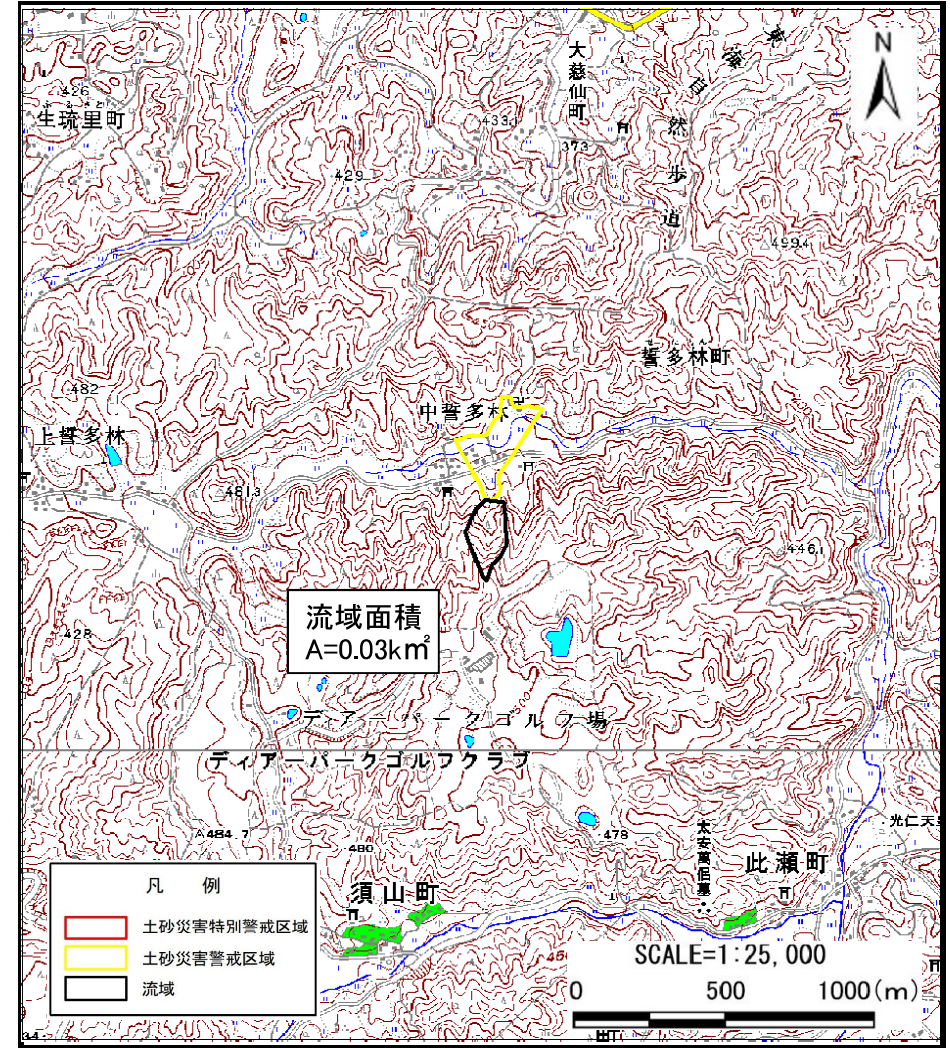 N
大慈仙町
東海自然歩道
426
生琉里町
433.1
373
429
499.4
誓多林町
482
中誓多林
上誓多林
481.3
446.1
流域面積
A=0.03km²
428
ディアーパークゴルフ場
ディアーパークゴルフクラブ
484.7
480
478
太安萬侶墓
此瀬町
須山町
凡 例
土砂災害特別警戒区域
土砂災害警戒区域
流域
SCALE=1:25,000
0 500 1000(m)